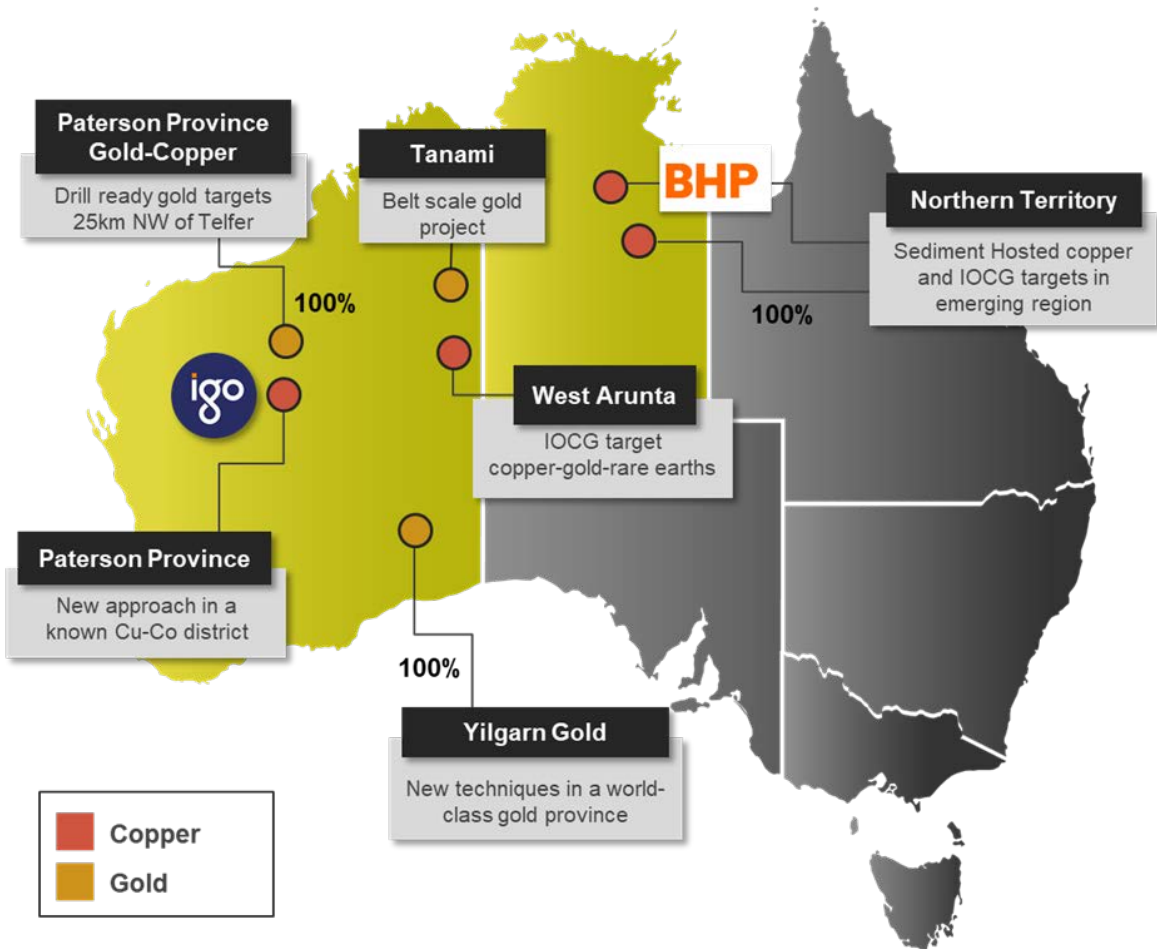 Paterson Province
Gold-Copper
Drill ready gold targets
25km NW of Telfer
Tanami
Belt scale gold
project
BHP
Northern Territory
Sediment Hosted copper
and IOCG targets in
emerging region
100%
100%
igo
West Arunta
IOCG target
copper-gold-rare earths
Paterson Province
New approach in a
known Cu-Co district
100%
Yilgarn Gold
New techniques in a world-
class gold province
Copper
Gold